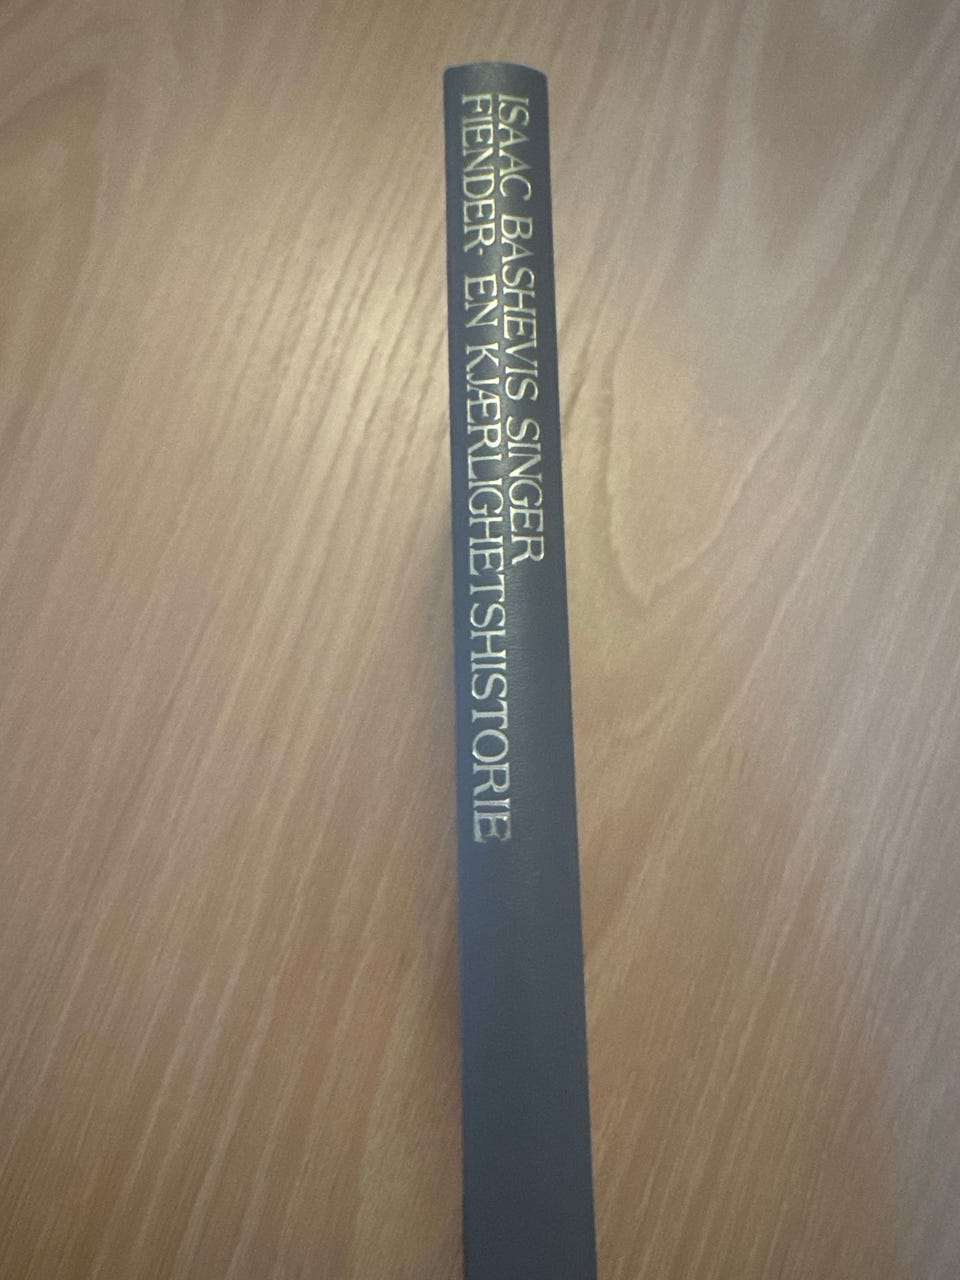 ISAAC BASHEVIS SINGER
FIENDER- EN KJÆRLIGHETSHISTORIE